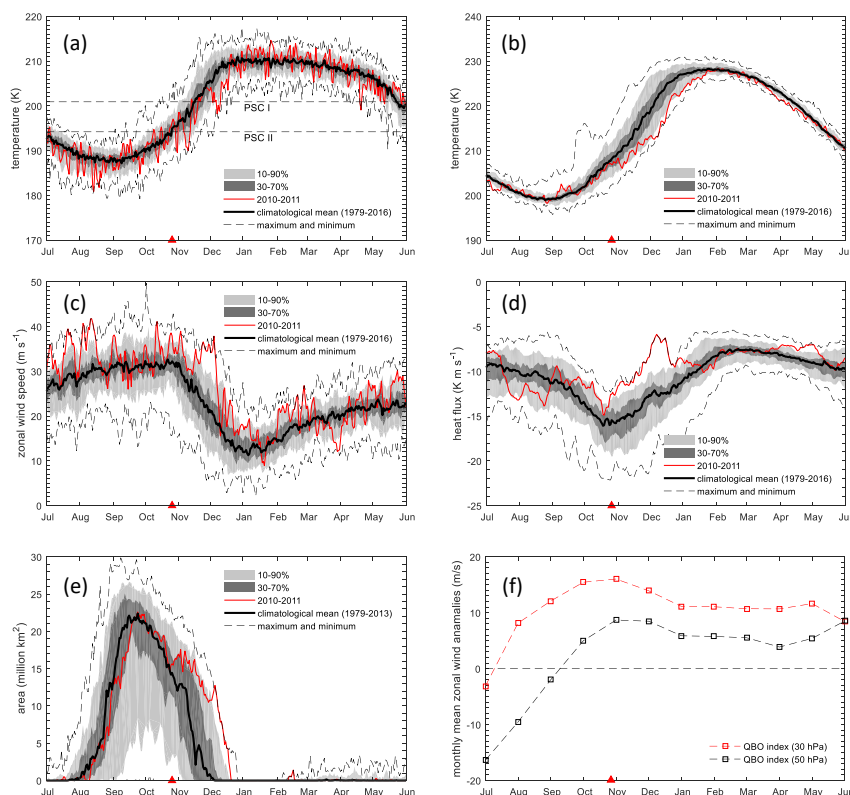 (a)
220
210
200
190
180
170
temperature (K)
PSC I
PSC II
10-90%
30-70%
2010-2011
climatological mean (1979-2016)
maximum and minimum
Jul Aug Sep Oct Nov Dec Jan Feb Mar Apr May Jun
(b)
240
230
220
210
200
190
temperature (K)
10-90%
30-70%
2010-2011
climatological mean (1979-2016)
maximum and minimum
Jul Aug Sep Oct Nov Dec Jan Feb Mar Apr May Jun
(c)
50
40
30
20
10
0
zonal wind speed (m s⁻¹)
10-90%
30-70%
2010-2011
climatological mean (1979-2016)
maximum and minimum
Jul Aug Sep Oct Nov Dec Jan Feb Mar Apr May Jun
(d)
0
-5
-10
-15
-20
-25
heat flux (K m s⁻¹)
10-90%
30-70%
2010-2011
climatological mean (1979-2016)
maximum and minimum
Jul Aug Sep Oct Nov Dec Jan Feb Mar Apr May Jun
(e)
30
25
20
15
10
5
0
area (million km²)
10-90%
30-70%
2010-2011
climatological mean (1979-2013)
maximum and minimum
Jul Aug Sep Oct Nov Dec Jan Feb Mar Apr May Jun
(f)
20
10
0
-10
-20
monthly mean zonal wind anamalies (m/s)
QBO index (30 hPa)
QBO index (50 hPa)
Jul Aug Sep Oct Nov Dec Jan Feb Mar Apr May Jun